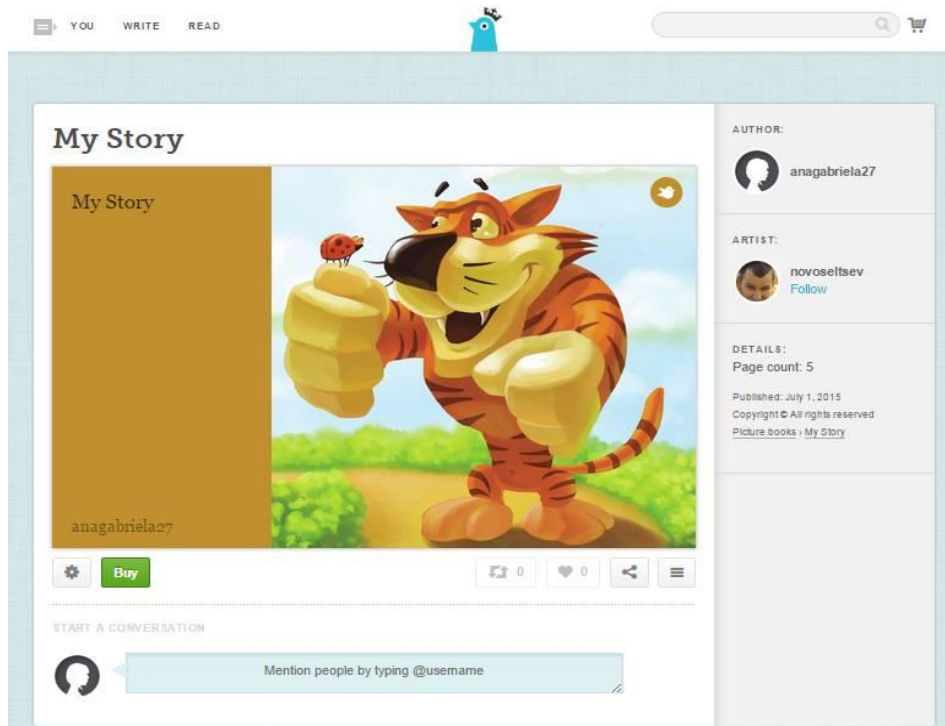 YOU WRITE READ
My Story
My Story
anagabriela27
Buy
0 0
START A CONVERSATION
Mention people by typing @username
AUTHOR:
anagabriela27
ARTIST:
novoseltsev
Follow
DETAILS:
Page count: 5
Published: July 1, 2015
Copyright © All rights reserved
Picture books › My Story